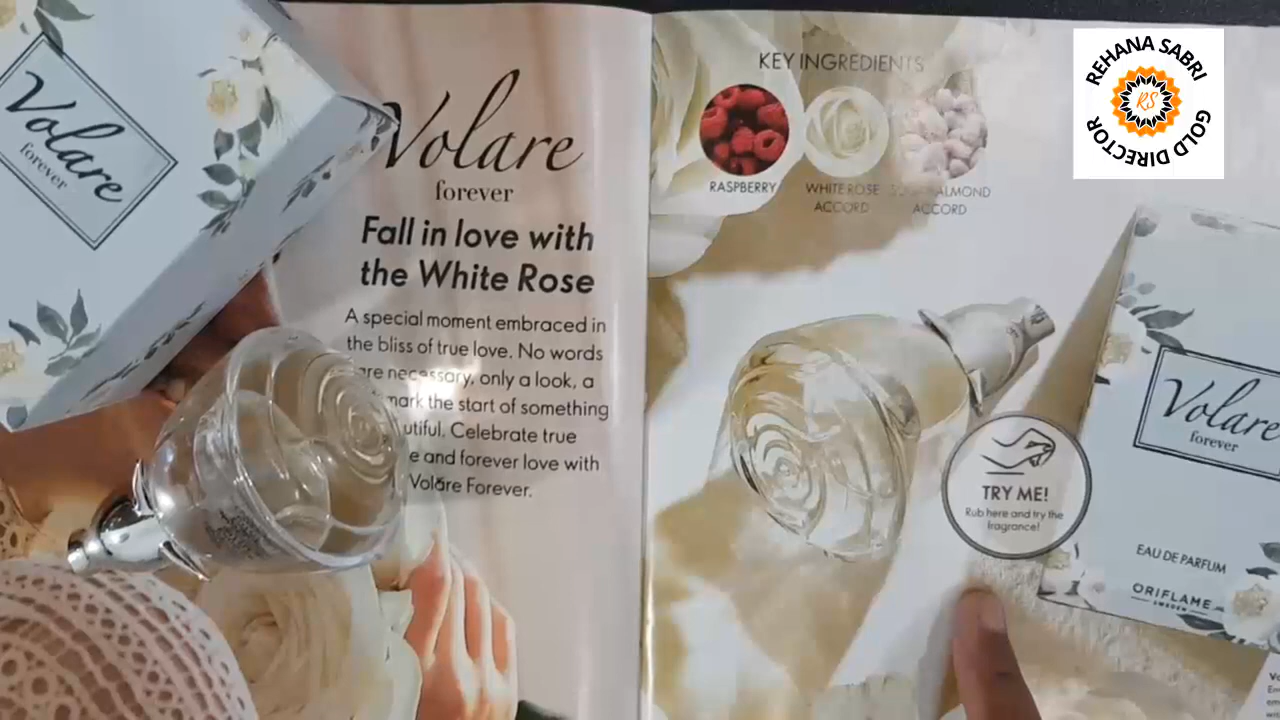 Volare
forever
Volare
forever
Fall in love with
the White Rose
A special moment embraced in
the bliss of true love. No words
are necessary, only a look, a
mark the start of something
utiful. Celebrate true
e and forever love with
Volare Forever.
KEY INGREDIENTS
RASPBERRY
WHITE ROSE
ACCORD
ALMOND
ACCORD
REHANA SABRI
RS
GOLD DIRECTOR
Volare
forever
TRY ME!
Rub here and try the
fragrance!
EAU DE PARFUM
ORIFLAME
SWEDEN